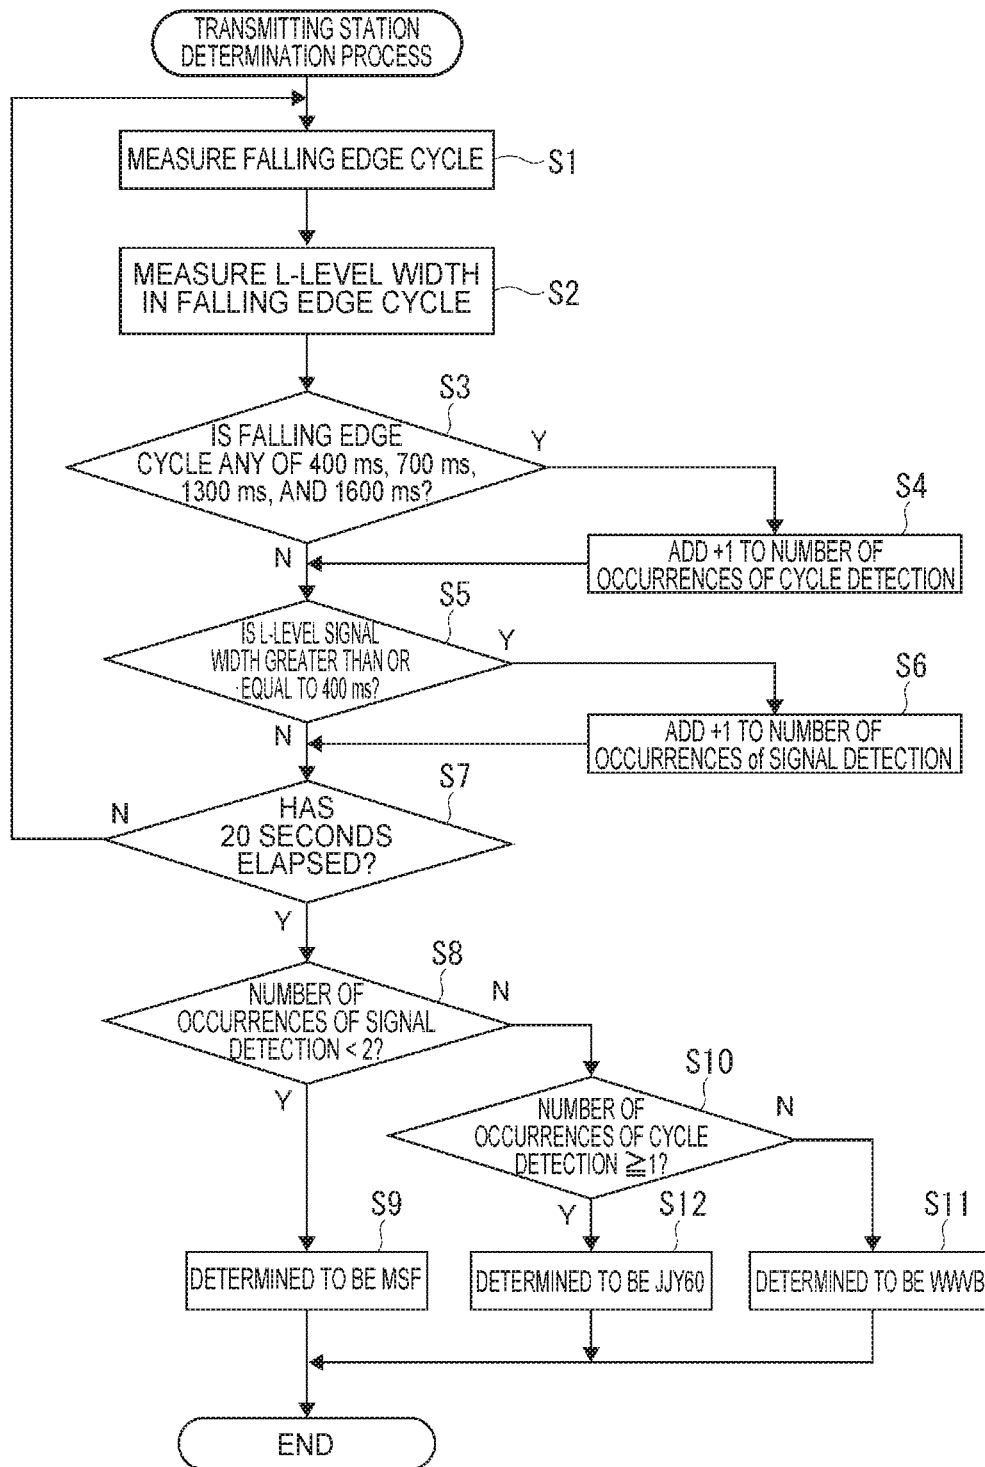 TRANSMITTING STATION
DETERMINATION PROCESS
MEASURE FALLING EDGE CYCLE
S1
MEASURE L-LEVEL WIDTH
IN FALLING EDGE CYCLE
S2
S3
IS FALLING EDGE
CYCLE ANY OF 400 ms, 700 ms,
1300 ms, AND 1600 ms?
Y
N
S4
ADD +1 TO NUMBER OF
OCCURRENCES OF CYCLE DETECTION
S5
IS L-LEVEL SIGNAL
WIDTH GREATER THAN OR
EQUAL TO 400 ms?
Y
N
S6
ADD +1 TO NUMBER OF
OCCURRENCES of SIGNAL DETECTION
S7
HAS
20 SECONDS
ELAPSED?
N
Y
S8
NUMBER OF
OCCURRENCES OF SIGNAL
DETECTION < 2?
N
Y
S10
NUMBER OF
OCCURRENCES OF CYCLE
DETECTION ≧1?
N
Y
S9
DETERMINED TO BE MSF
S12
DETERMINED TO BE JJY60
S11
DETERMINED TO BE WWVB
END